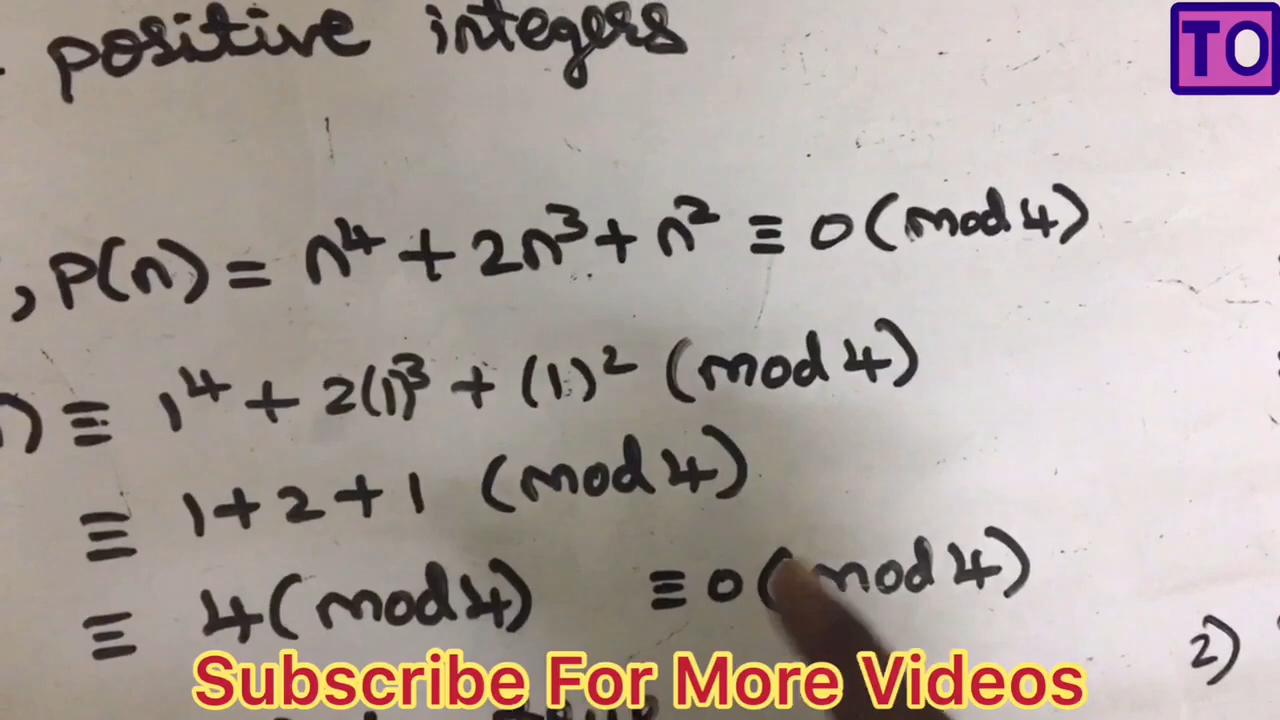 positive integers
TO
, P(n) = n⁴ + 2n³ + n² ≡ 0 (mod 4)
) ≡ 1⁴ + 2(1)³ + (1)² (mod 4)
≡ 1 + 2 + 1 (mod 4)
≡ 4 (mod 4) ≡ 0 (mod 4)
2)
Subscribe For More Videos